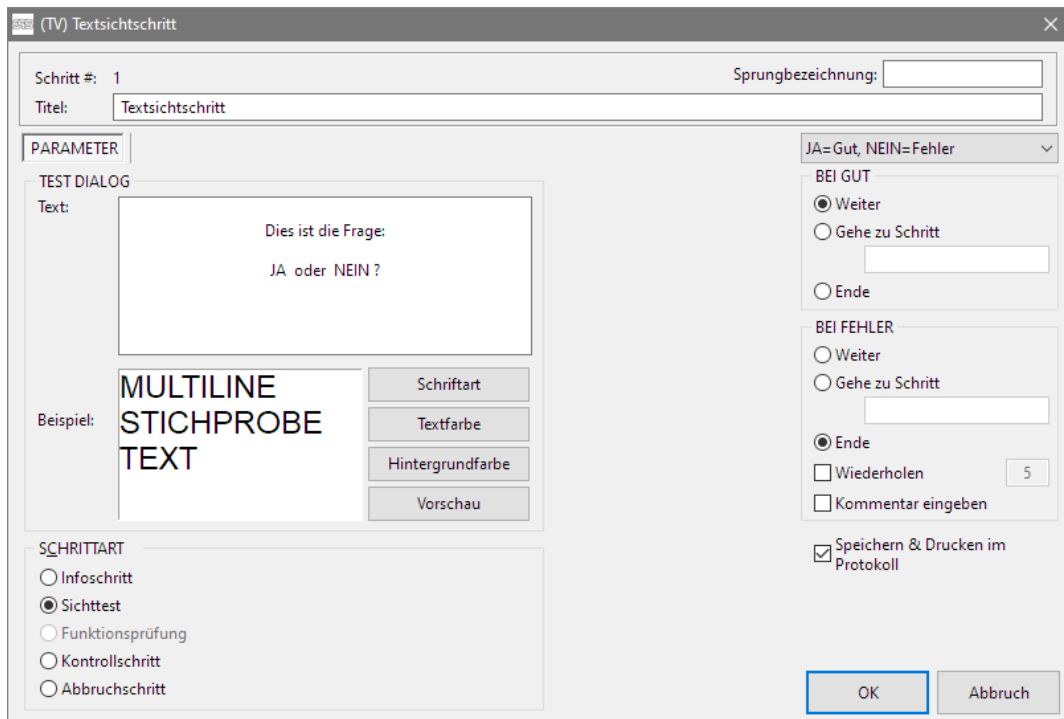 (TV) Textsichtschritt
Schritt #: 1
Sprungbezeichnung:
Titel: Textsichtschritt
PARAMETER
JA=Gut, NEIN=Fehler
TEST DIALOG
Text:
Dies ist die Frage:
JA oder NEIN ?
Beispiel:
MULTILINE
STICHPROBE
TEXT
Schriftart
Textfarbe
Hintergrundfarbe
Vorschau
SCHRITTART
Infoschritt
Sichttest
Funktionsprüfung
Kontrollschritt
Abbruchschritt
BEI GUT
Weiter
Gehe zu Schritt
Ende
BEI FEHLER
Weiter
Gehe zu Schritt
Ende
Wiederholen 5
Kommentar eingeben
Speichern & Drucken im
Protokoll
OK
Abbruch